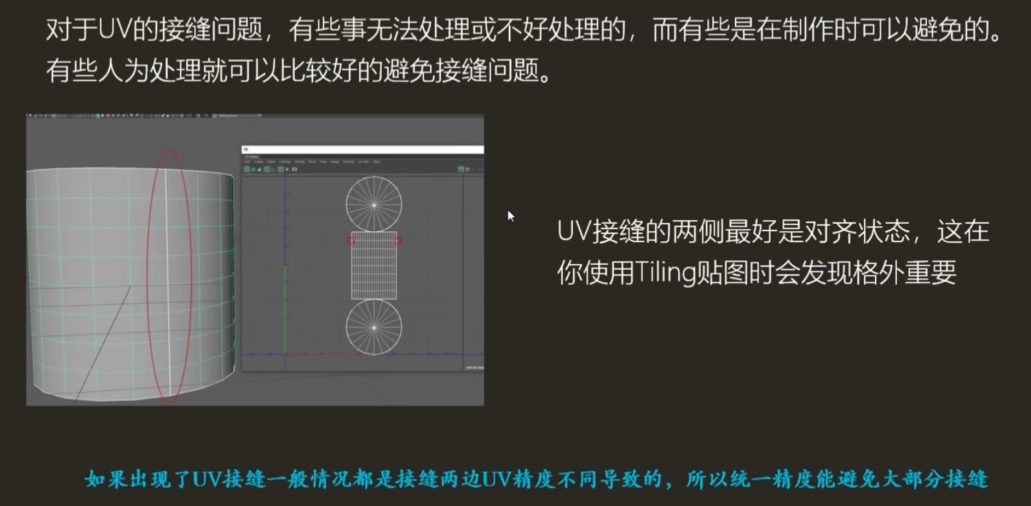 对于UV的接缝问题，有些事无法处理或不好处理的，而有些是在制作时可以避免的。
有些人为处理就可以比较好的避免接缝问题。
UV接缝的两侧最好是对齐状态，这在
你使用Tiling贴图时会发现格外重要
如果出现了UV接缝一般情况都是接缝两边UV精度不同导致的，所以统一精度能避免大部分接缝